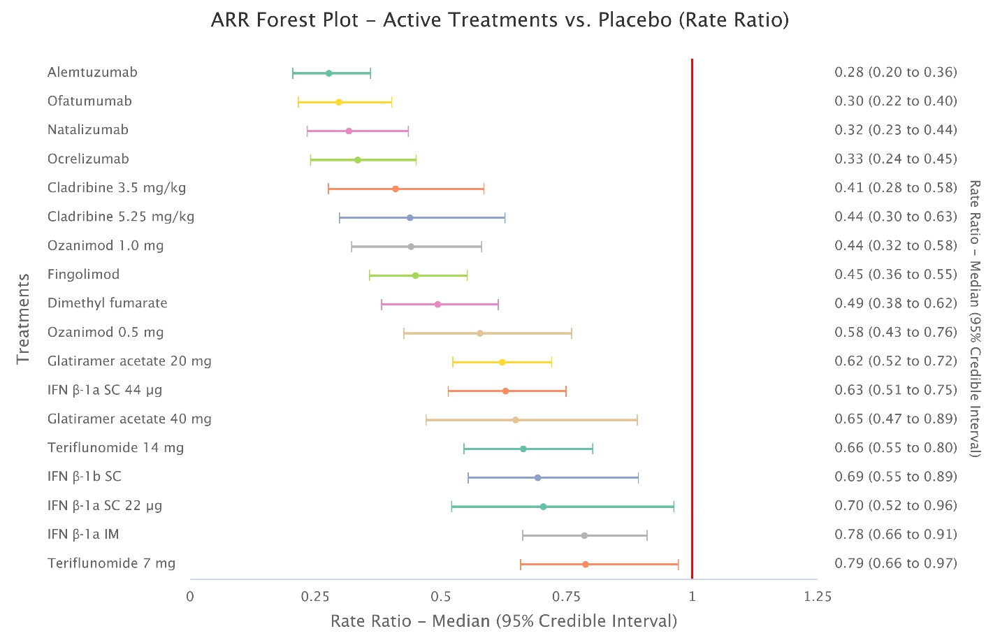 ARR Forest Plot – Active Treatments vs. Placebo (Rate Ratio)
Treatments
Alemtuzumab 0.28 (0.20 to 0.36)
Ofatumumab 0.30 (0.22 to 0.40)
Natalizumab 0.32 (0.23 to 0.44)
Ocrelizumab 0.33 (0.24 to 0.45)
Cladribine 3.5 mg/kg 0.41 (0.28 to 0.58)
Cladribine 5.25 mg/kg 0.44 (0.30 to 0.63)
Ozanimod 1.0 mg 0.44 (0.32 to 0.58)
Fingolimod 0.45 (0.36 to 0.55)
Dimethyl fumarate 0.49 (0.38 to 0.62)
Ozanimod 0.5 mg 0.58 (0.43 to 0.76)
Glatiramer acetate 20 mg 0.62 (0.52 to 0.72)
IFN β-1a SC 44 μg 0.63 (0.51 to 0.75)
Glatiramer acetate 40 mg 0.65 (0.47 to 0.89)
Teriflunomide 14 mg 0.66 (0.55 to 0.80)
IFN β-1b SC 0.69 (0.55 to 0.89)
IFN β-1a SC 22 μg 0.70 (0.52 to 0.96)
IFN β-1a IM 0.78 (0.66 to 0.91)
Teriflunomide 7 mg 0.79 (0.66 to 0.97)
Rate Ratio – Median (95% Credible Interval)
0 0.25 0.5 0.75 1 1.25
Rate Ratio – Median (95% Credible Interval)